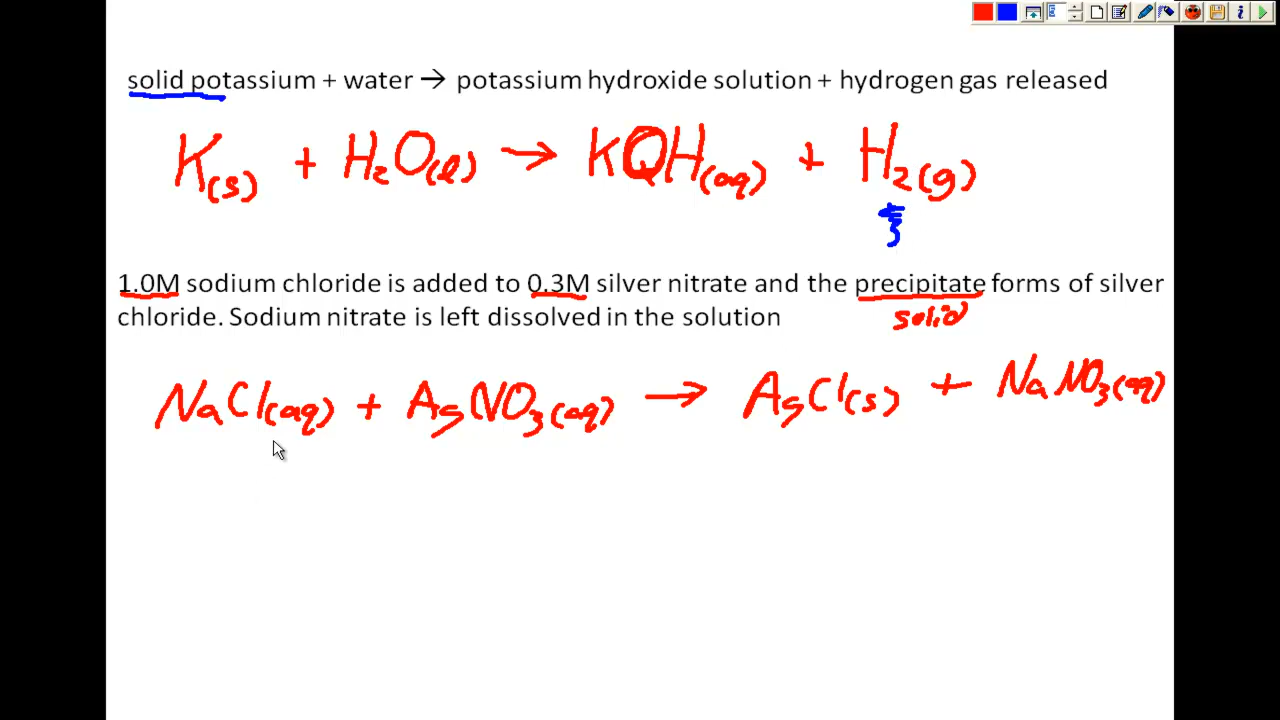 solid potassium + water → potassium hydroxide solution + hydrogen gas released
K(s) + H2O(l) → KOH(aq) + H2(g)
1.0M sodium chloride is added to 0.3M silver nitrate and the precipitate forms of silver
chloride. Sodium nitrate is left dissolved in the solution
solid
NaCl(aq) + AgNO3(aq) → AgCl(s) + NaNO3(aq)